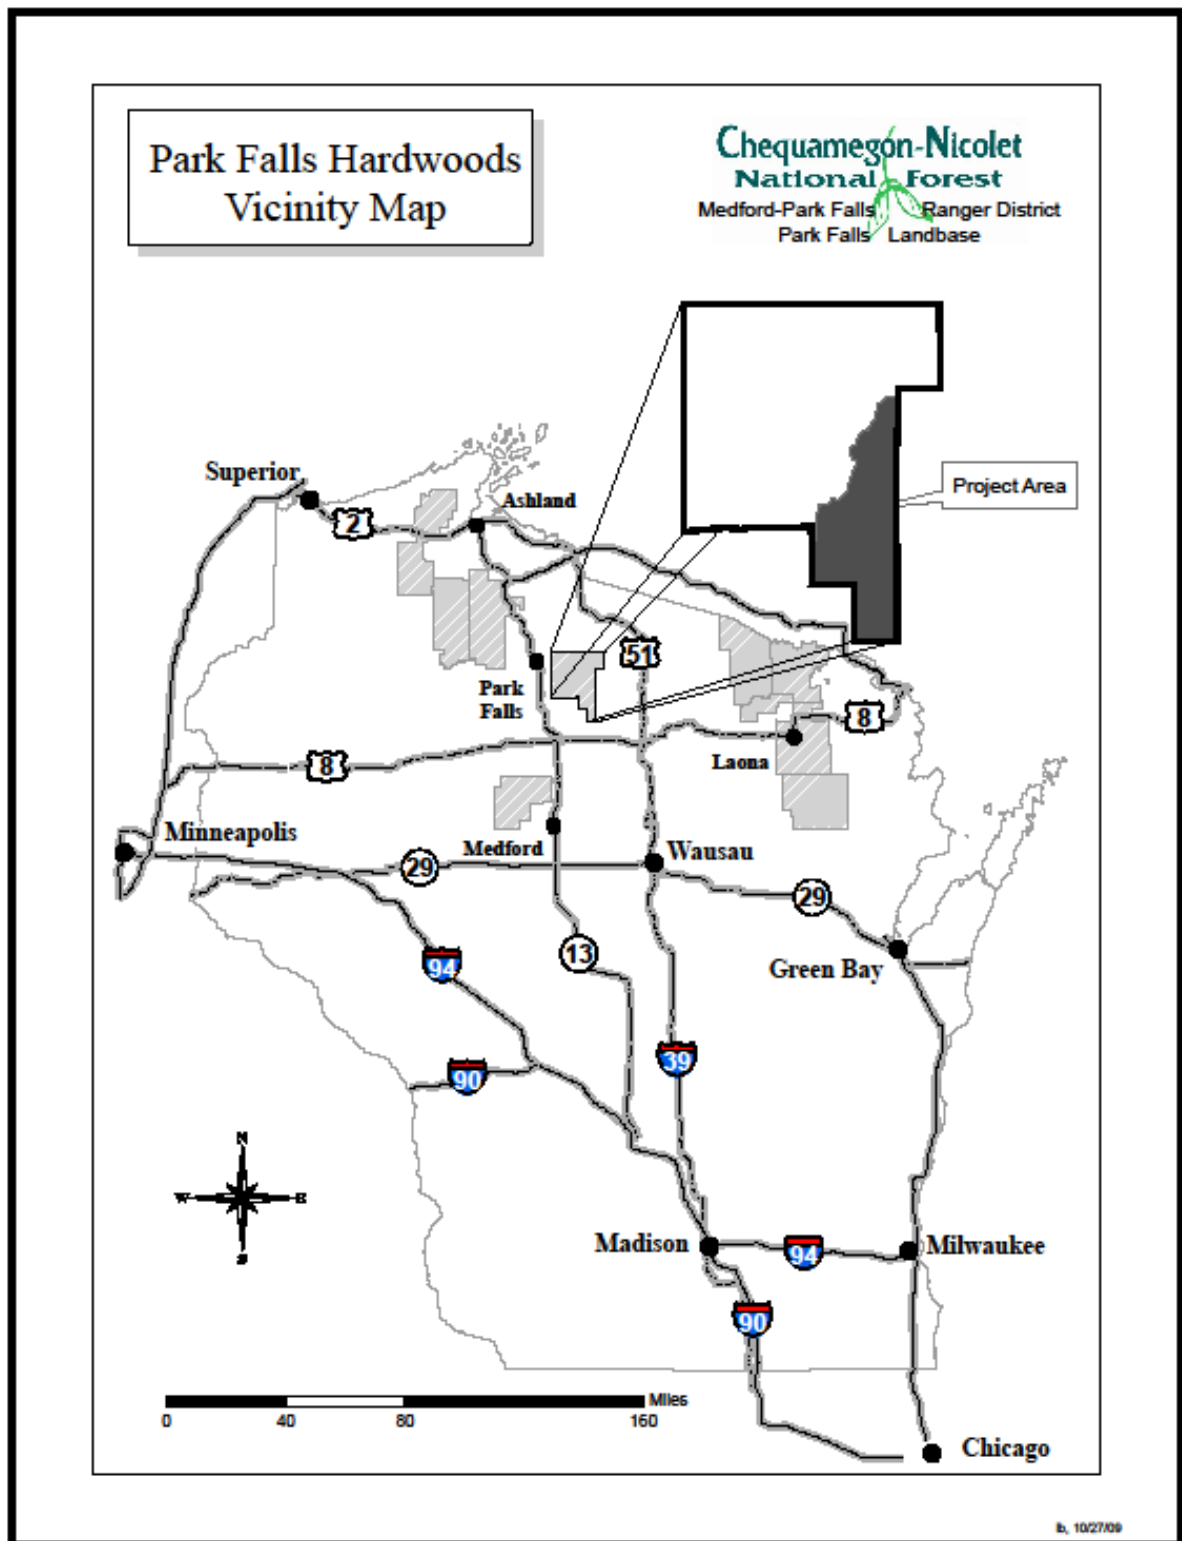 Park Falls Hardwoods
Vicinity Map
Chequamegon-Nicolet
National Forest
Medford-Park Falls Ranger District
Park Falls Landbase
Project Area
Superior
Ashland
2
51
Park
Falls
8
Laona
8
Minneapolis
Medford
Wausau
29
29
13
94
Green Bay
39
90
N
W E
S
Madison
94
Milwaukee
90
Miles
0 40 80 160
Chicago
lb, 10/27/09